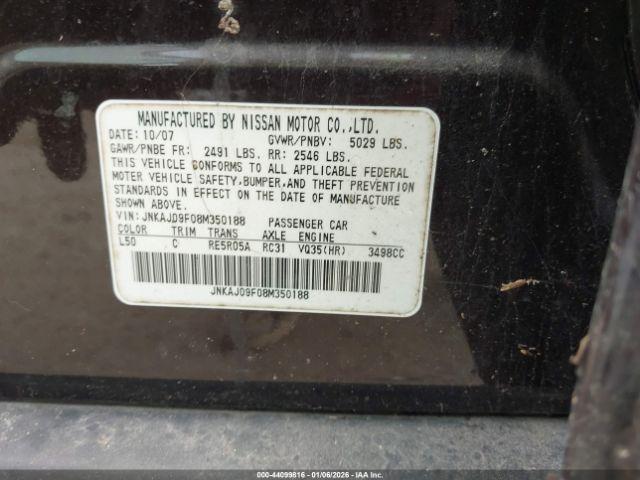 MANUFACTURED BY NISSAN MOTOR CO.,LTD.
DATE: 10/07 GVWR/PNBV: 5029 LBS.
GAWR/PNBE FR: 2491 LBS. RR: 2546 LBS.
THIS VEHICLE CONFORMS TO ALL APPLICABLE FEDERAL
MOTOR VEHICLE SAFETY,BUMPER,AND THEFT PREVENTION
STANDARDS IN EFFECT ON THE DATE OF MANUFACTURE
SHOWN ABOVE.
VIN: JNKAJ09F08M350188 PASSENGER CAR
COLOR TRIM TRANS AXLE ENGINE
L50 C RE5R05A RC31 VQ35(HR) 3498CC
JNKAJ09F08M350188
000-44099816 - 01/06/2026 - IAA Inc.